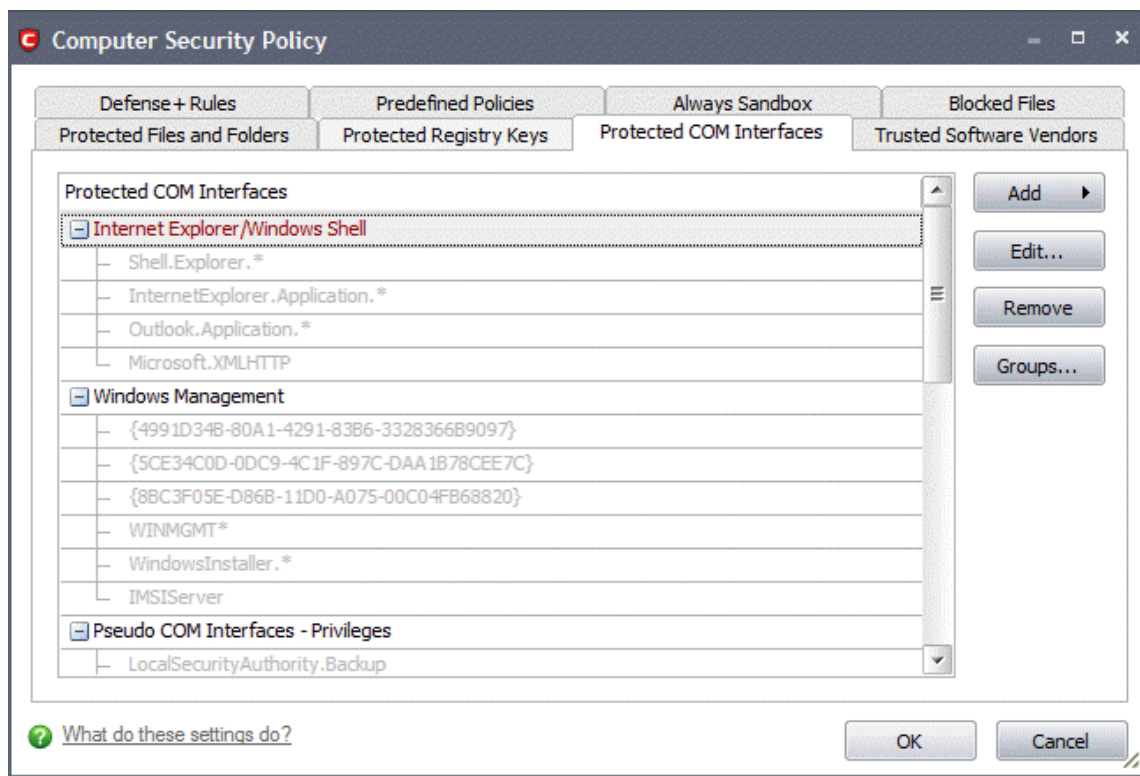 Computer Security Policy
Defense+ Rules
Predefined Policies
Always Sandbox
Blocked Files
Protected Files and Folders
Protected Registry Keys
Protected COM Interfaces
Trusted Software Vendors
Protected COM Interfaces
Internet Explorer/Windows Shell
Shell.Explorer.*
InternetExplorer.Application.*
Outlook.Application.*
Microsoft.XMLHTTP
Windows Management
{4991D34B-80A1-4291-83B6-3328366B9097}
{5CE34C0D-0DC9-4C1F-897C-DAA1B78CEE7C}
{8BC3F05E-D86B-11D0-A075-00C04FB68820}
WINMGMT*
WindowsInstaller.*
IMSIServer
Pseudo COM Interfaces - Privileges
LocalSecurityAuthority.Backup
Add
Edit...
Remove
Groups...
What do these settings do?
OK
Cancel